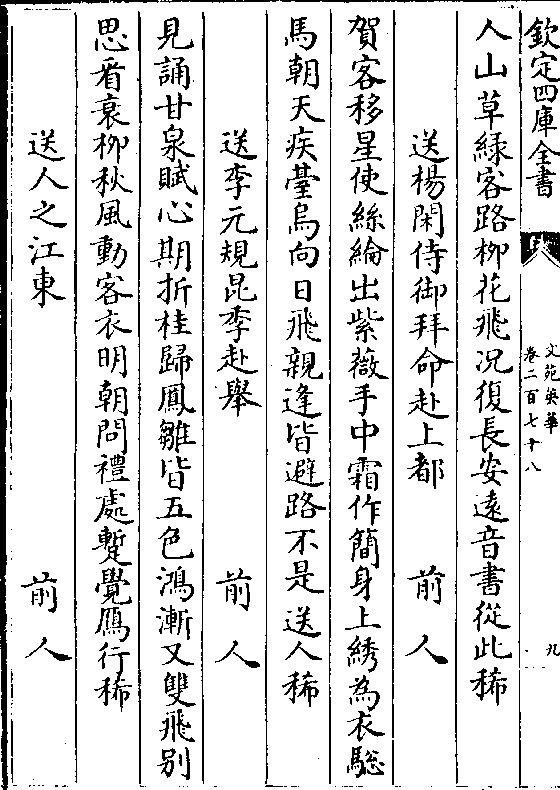 欽定四庫全書
文苑英華
卷二百七十八
九
人山草緑客路柳花飛况復長安遠音書從此稀
送楊閑侍御拜命赴上都 前人
賀客移星使絲綸出紫薇手中霜作簡身上綉為衣驄
馬朝天疾臺烏向日飛親逢皆避路不是送人稀
送李元規昆季赴舉 前人
見誦甘泉賦心期折桂歸鳳雛皆五色鴻漸又雙飛别
思看衰柳秋風動客衣明朝問禮處蹔覺鴈行稀
送人之江東 前人